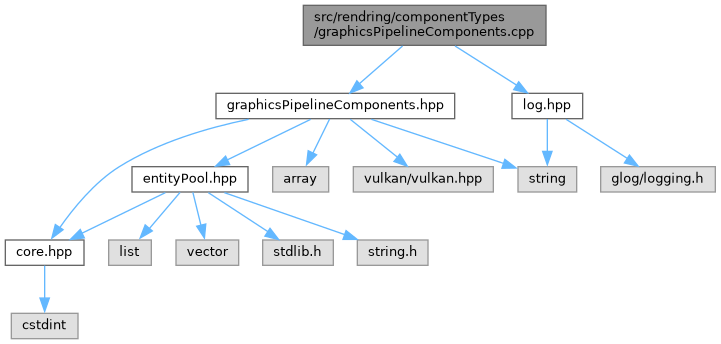 src/rendring/componentTypes
/graphicsPipelineComponents.cpp
graphicsPipelineComponents.hpp
log.hpp
entityPool.hpp
array
vulkan/vulkan.hpp
string
glog/logging.h
core.hpp
list
vector
stdlib.h
string.h
cstdint